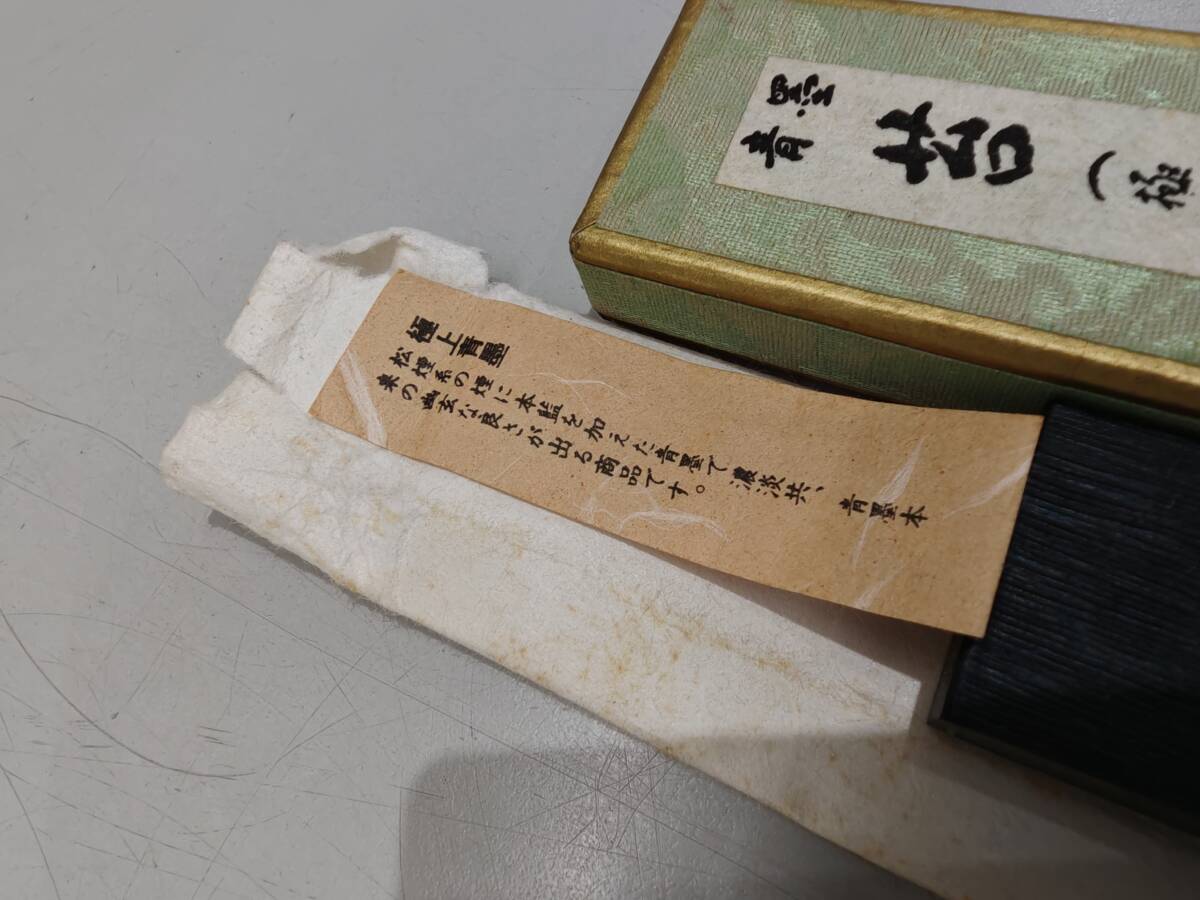 青墨
（極
極上青墨
松煙系の煙に本藍を加えた青墨で濃淡共、青墨本
来の幽玄な良さが出る商品です。